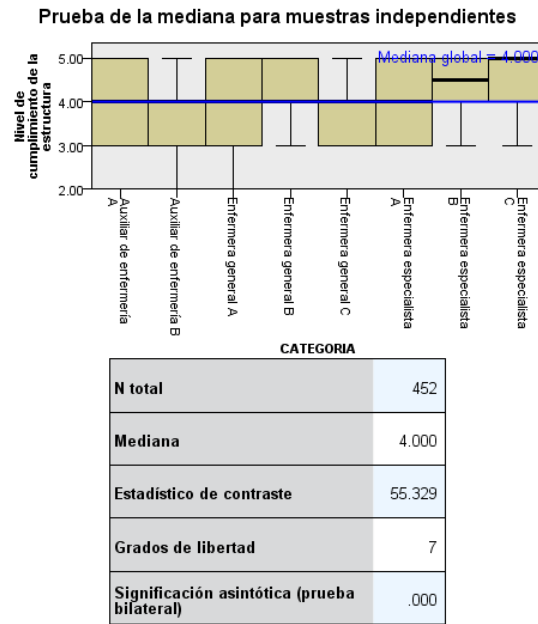 Prueba de la mediana para muestras independientes
Nivel de
cumplimiento de la
estructura
5.00
4.00
3.00
2.00
Mediana global = 4.000
Auxiliar de enfermería
A
Auxiliar de enfermería B
Enfermera general A
Enfermera general B
Enfermera general C
Enfermera especialista
A
Enfermera especialista
B
Enfermera especialista
C
CATEGORIA
N total 452
Mediana 4.000
Estadístico de contraste 55.329
Grados de libertad 7
Significación asintótica (prueba
bilateral) .000